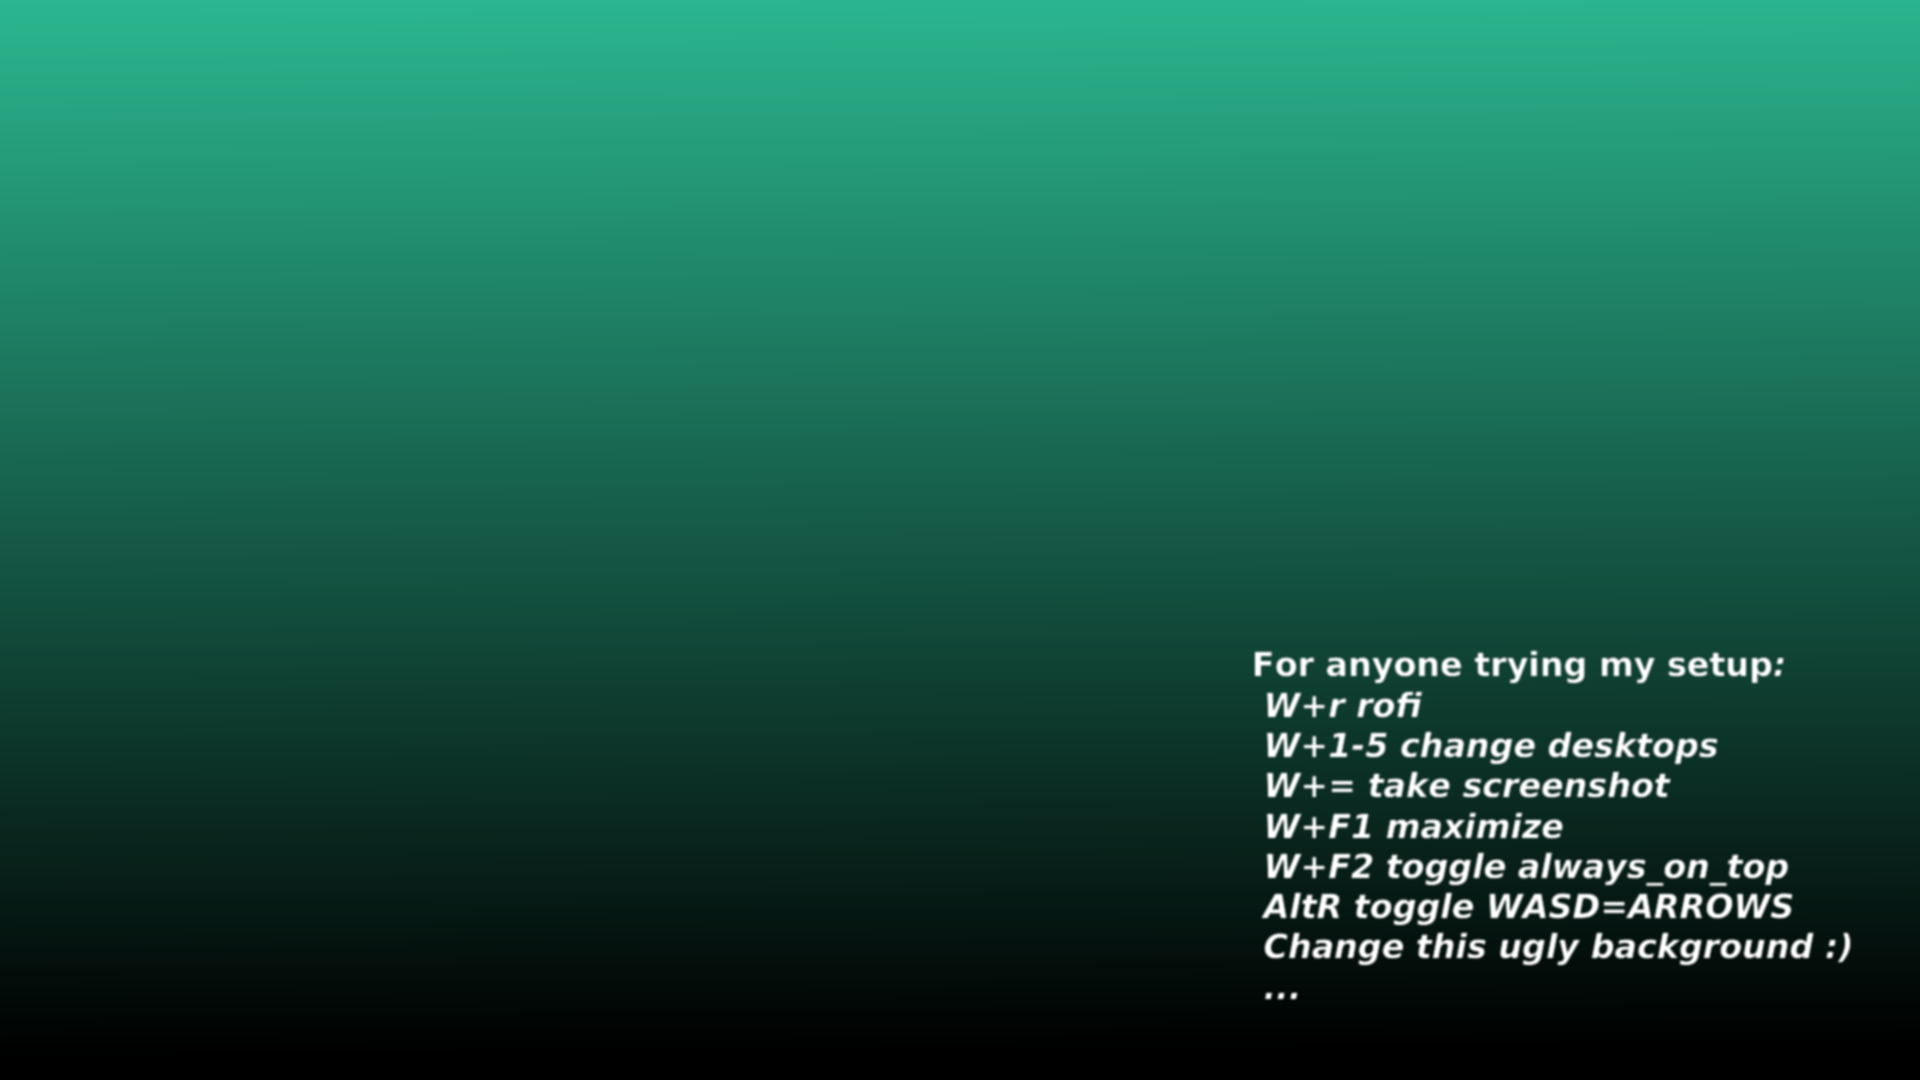 For anyone trying my setup:
W+r rofi
W+1-5 change desktops
W+= take screenshot
W+F1 maximize
W+F2 toggle always_on_top
AltR toggle WASD=ARROWS
Change this ugly background :)
...